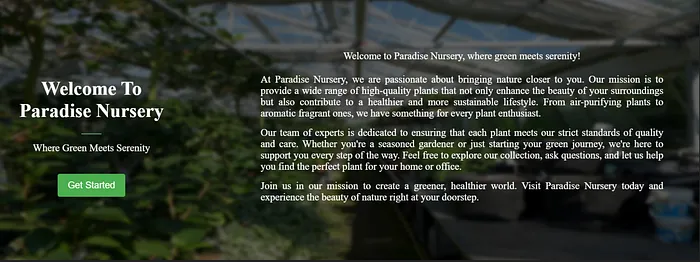 Welcome To
Paradise Nursery
Where Green Meets Serenity
Get Started
Welcome to Paradise Nursery, where green meets serenity!
At Paradise Nursery, we are passionate about bringing nature closer to you. Our mission is to
provide a wide range of high-quality plants that not only enhance the beauty of your surroundings
but also contribute to a healthier and more sustainable lifestyle. From air-purifying plants to
aromatic fragrant ones, we have something for every plant enthusiast.
Our team of experts is dedicated to ensuring that each plant meets our strict standards of quality
and care. Whether you're a seasoned gardener or just starting your green journey, we're here to
support you every step of the way. Feel free to explore our collection, ask questions, and let us help
you find the perfect plant for your home or office.
Join us in our mission to create a greener, healthier world. Visit Paradise Nursery today and
experience the beauty of nature right at your doorstep.